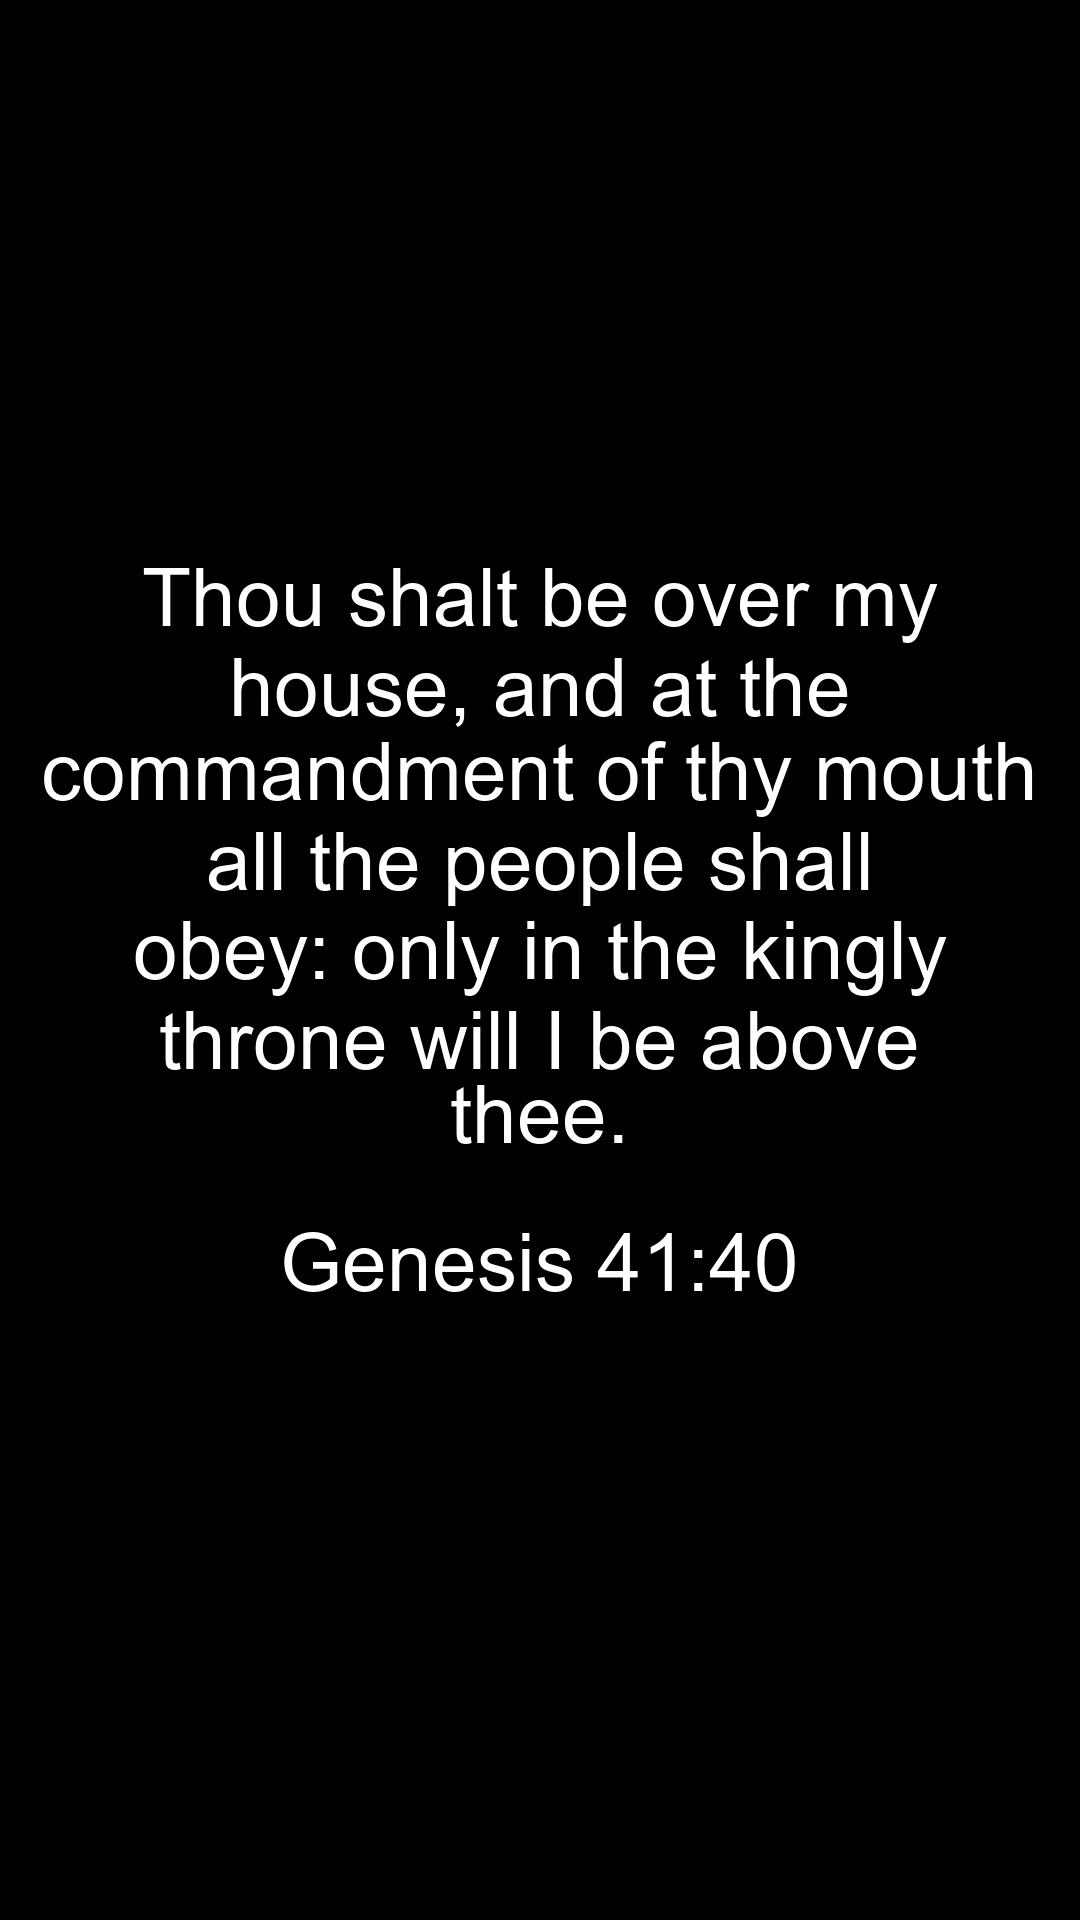 Thou shalt be over my
house, and at the
commandment of thy mouth
all the people shall
obey: only in the kingly
throne will I be above
thee.
Genesis 41:40